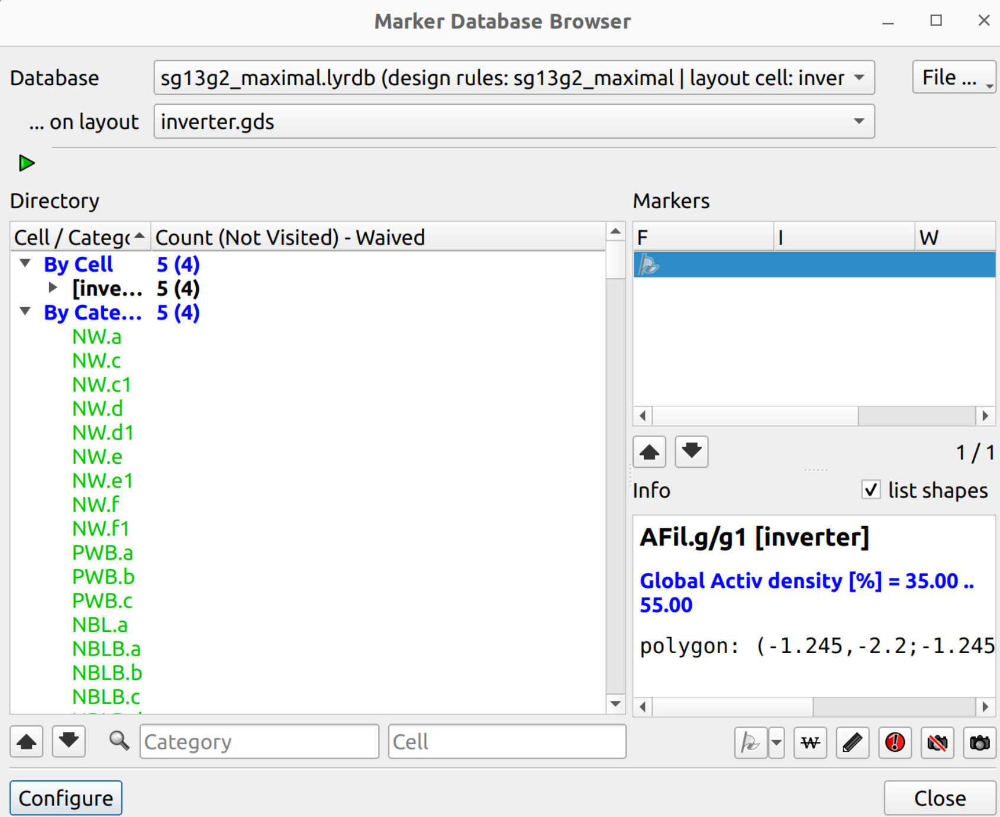 Marker Database Browser
Database
sg13g2_maximal.lyrdb (design rules: sg13g2_maximal | layout cell: inver
File ...
... on layout
inverter.gds
Directory
Cell / Catego
Count (Not Visited) - Waived
By Cell 5 (4)
[inve... 5 (4)
By Cate... 5 (4)
NW.a
NW.c
NW.c1
NW.d
NW.d1
NW.e
NW.e1
NW.f
NW.f1
PWB.a
PWB.b
PWB.c
NBL.a
NBLB.a
NBLB.b
NBLB.c
Category
Cell
Markers
F I W
1 / 1
Info
list shapes
AFil.g/g1 [inverter]
Global Activ density [%] = 35.00 ..
55.00
polygon: (-1.245,-2.2;-1.245
W
Configure
Close